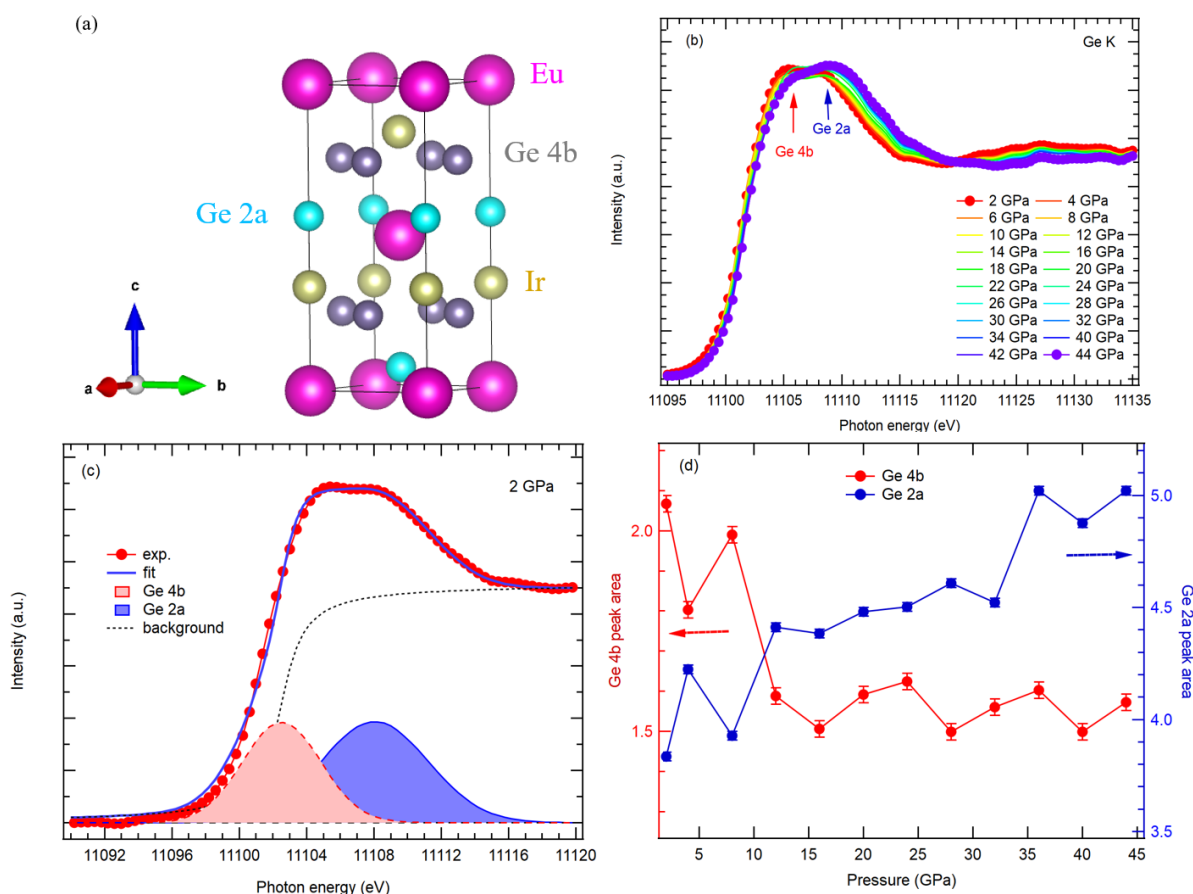 (a)
Eu
Ge 4b
Ge 2a
Ir
c
a
b
(b)
Ge K
Ge 2a
Ge 4b
2 GPa 4 GPa
6 GPa 8 GPa
10 GPa 12 GPa
14 GPa 16 GPa
18 GPa 20 GPa
22 GPa 24 GPa
26 GPa 28 GPa
30 GPa 32 GPa
34 GPa 40 GPa
42 GPa 44 GPa
Intensity (a.u.)
11095 11100 11105 11110 11115 11120 11125 11130 11135
Photon energy (eV)
(c)
2 GPa
exp.
fit
Ge 4b
Ge 2a
background
Intensity (a.u.)
11092 11096 11100 11104 11108 11112 11116 11120
Photon energy (eV)
(d)
Ge 4b
Ge 2a
2.0
1.5
Ge 4b peak area
5.0
4.5
4.0
3.5
Ge 2a peak area
5 10 15 20 25 30 35 40 45
Pressure (GPa)